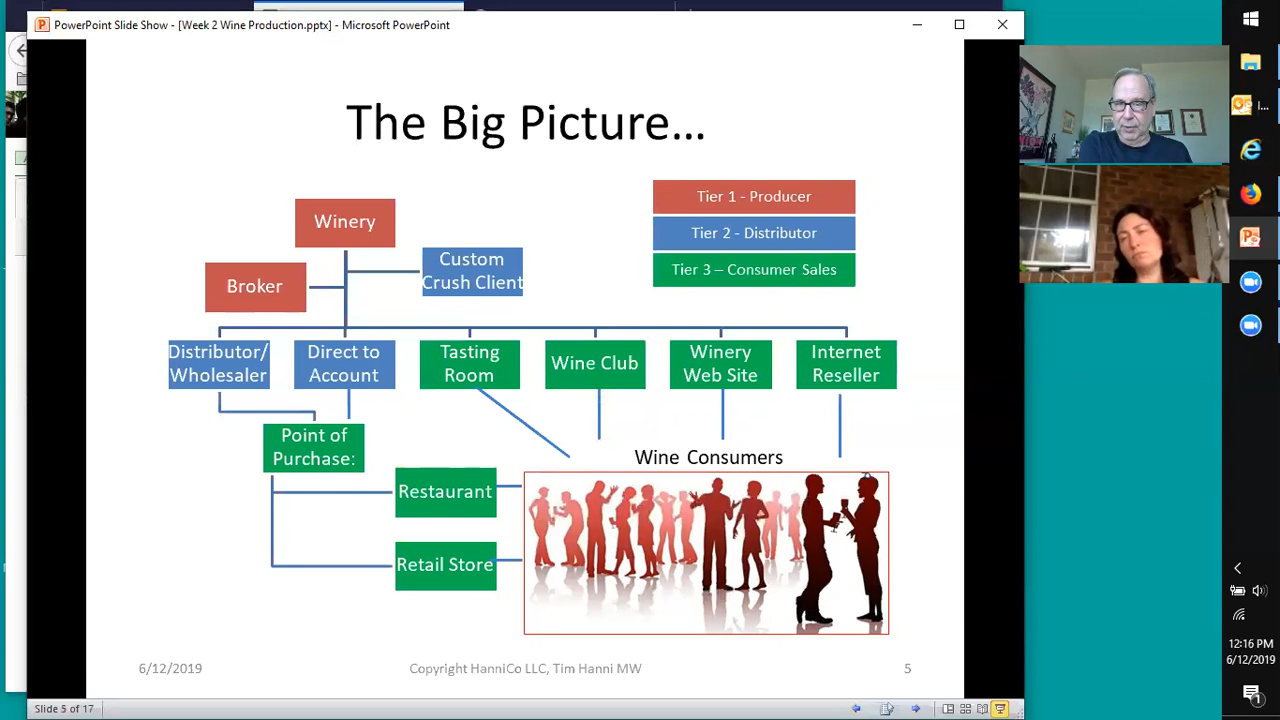 PowerPoint Slide Show - [Week 2 Wine Production.pptx] - Microsoft PowerPoint
The Big Picture…
Tier 1 - Producer
Tier 2 - Distributor
Tier 3 – Consumer Sales
Winery
Custom
Crush Client
Broker
Distributor/
Wholesaler
Direct to
Account
Tasting
Room
Wine Club
Winery
Web Site
Internet
Reseller
Point of
Purchase:
Wine Consumers
Restaurant
Retail Store
6/12/2019
Copyright HanniCo LLC, Tim Hanni MW
5
Slide 5 of 17
12:16 PM
6/12/2019
1